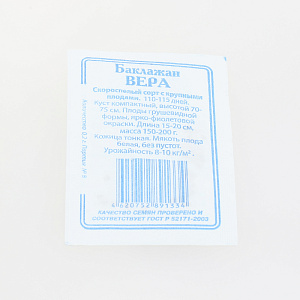 Баклажан
ВЕРА
Скороспелый сорт с крупными
плодами. 110-115 дней.
Куст компактный, высотой 70-
75 см. Плоды грушевидной
формы, ярко-фиолетовой
окраски. Длина 15-20 см,
масса 150-200 г.
Кожица тонкая. Мякоть плода
белая, без пустот.
Урожайность 8-10 кг/м².
4620752891334
КАЧЕСТВО СЕМЯН ПРОВЕРЕНО И
СООТВЕТСТВУЕТ ГОСТ Р 52171-2003